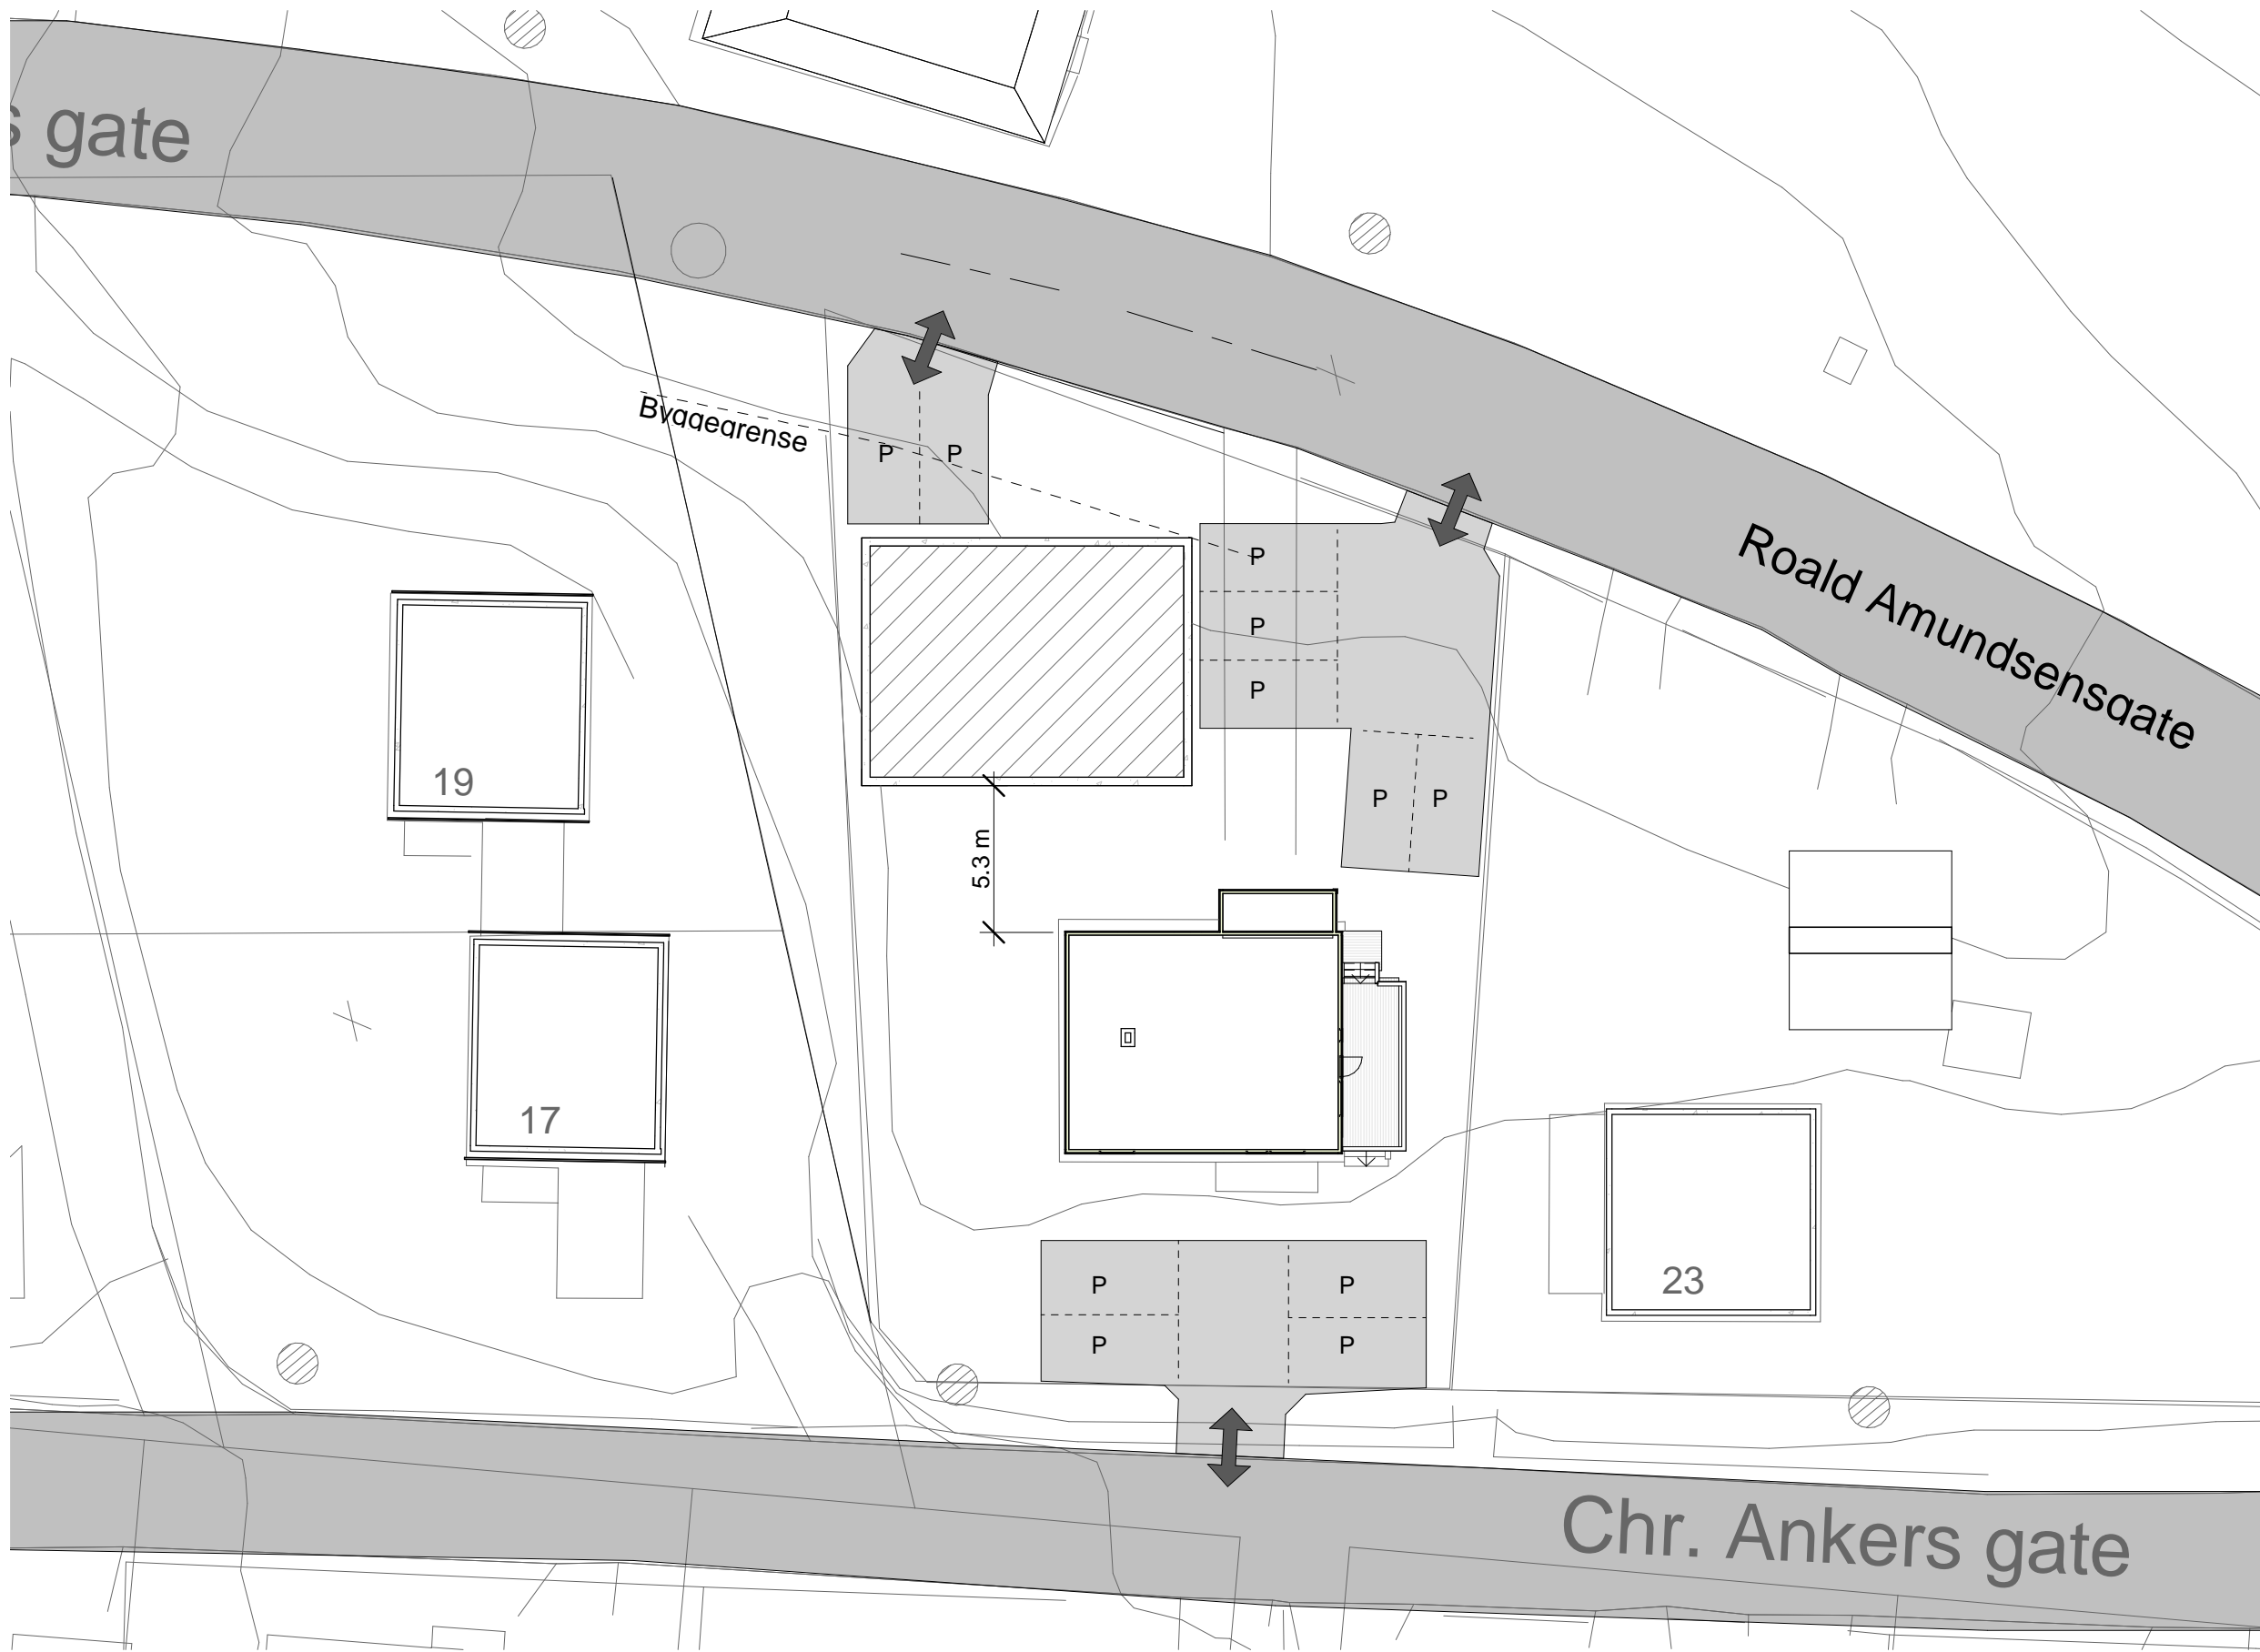 s gate
Byggegrense
P P
P
Roald Amundsensgate
P
P
19
P P
5.3 m
17
P P
23
P P
Chr. Ankers gate